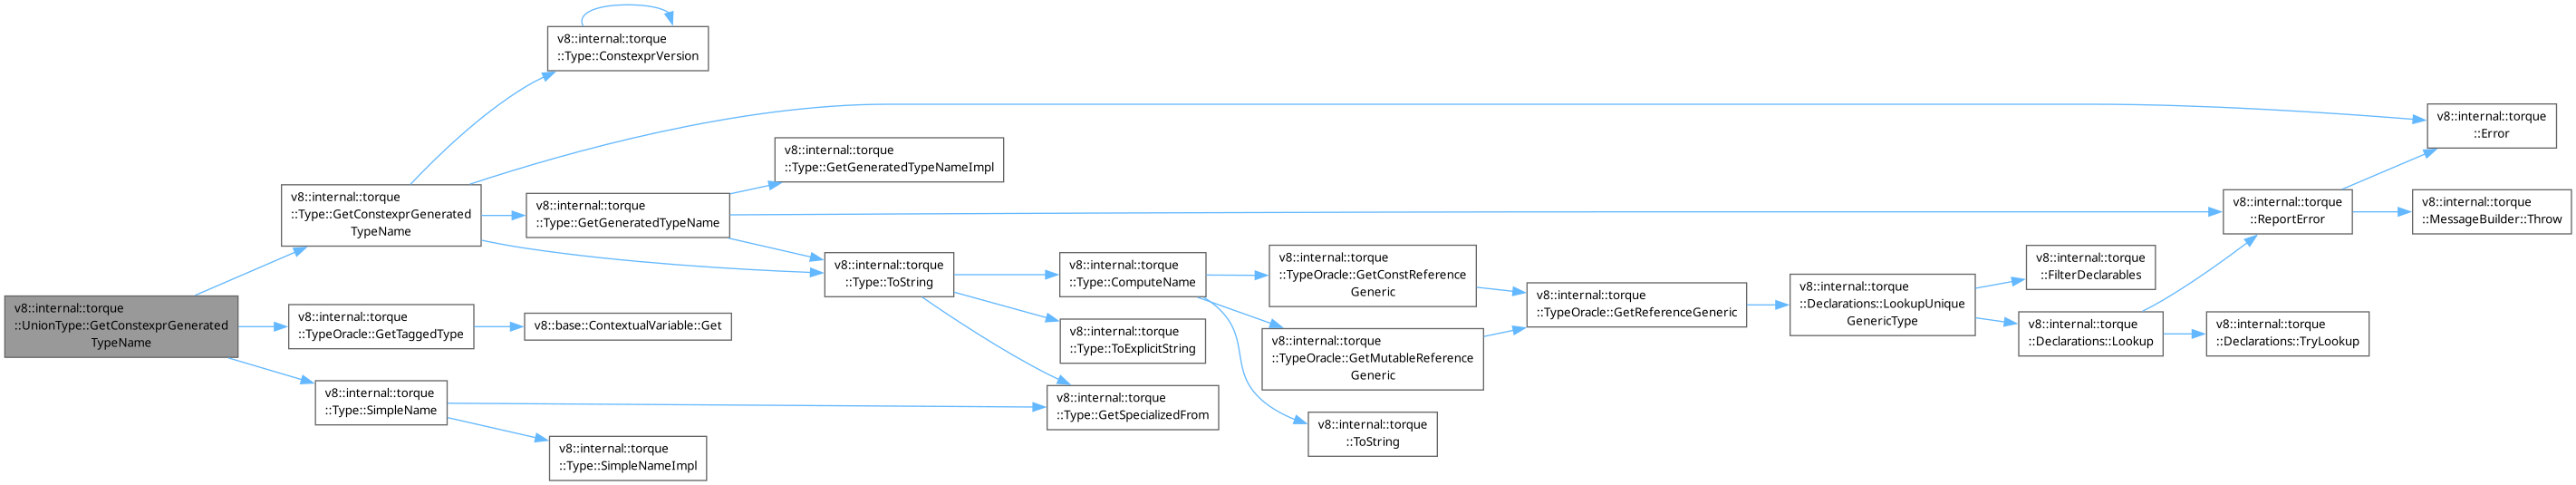 v8::internal::torque
::UnionType::GetConstexprGenerated
TypeName
v8::internal::torque
::Type::GetConstexprGenerated
TypeName
v8::internal::torque
::Type::ConstexprVersion
v8::internal::torque
::Error
v8::internal::torque
::Type::GetGeneratedTypeName
v8::internal::torque
::Type::GetGeneratedTypeNameImpl
v8::internal::torque
::ReportError
v8::internal::torque
::MessageBuilder::Throw
v8::internal::torque
::Type::ToString
v8::internal::torque
::Type::ComputeName
v8::internal::torque
::TypeOracle::GetConstReference
Generic
v8::internal::torque
::TypeOracle::GetReferenceGeneric
v8::internal::torque
::Declarations::LookupUnique
GenericType
v8::internal::torque
::FilterDeclarables
v8::internal::torque
::Declarations::Lookup
v8::internal::torque
::Declarations::TryLookup
v8::internal::torque
::TypeOracle::GetMutableReference
Generic
v8::internal::torque
::ToString
v8::internal::torque
::Type::ToExplicitString
v8::internal::torque
::Type::GetSpecializedFrom
v8::internal::torque
::TypeOracle::GetTaggedType
v8::base::ContextualVariable::Get
v8::internal::torque
::Type::SimpleName
v8::internal::torque
::Type::SimpleNameImpl